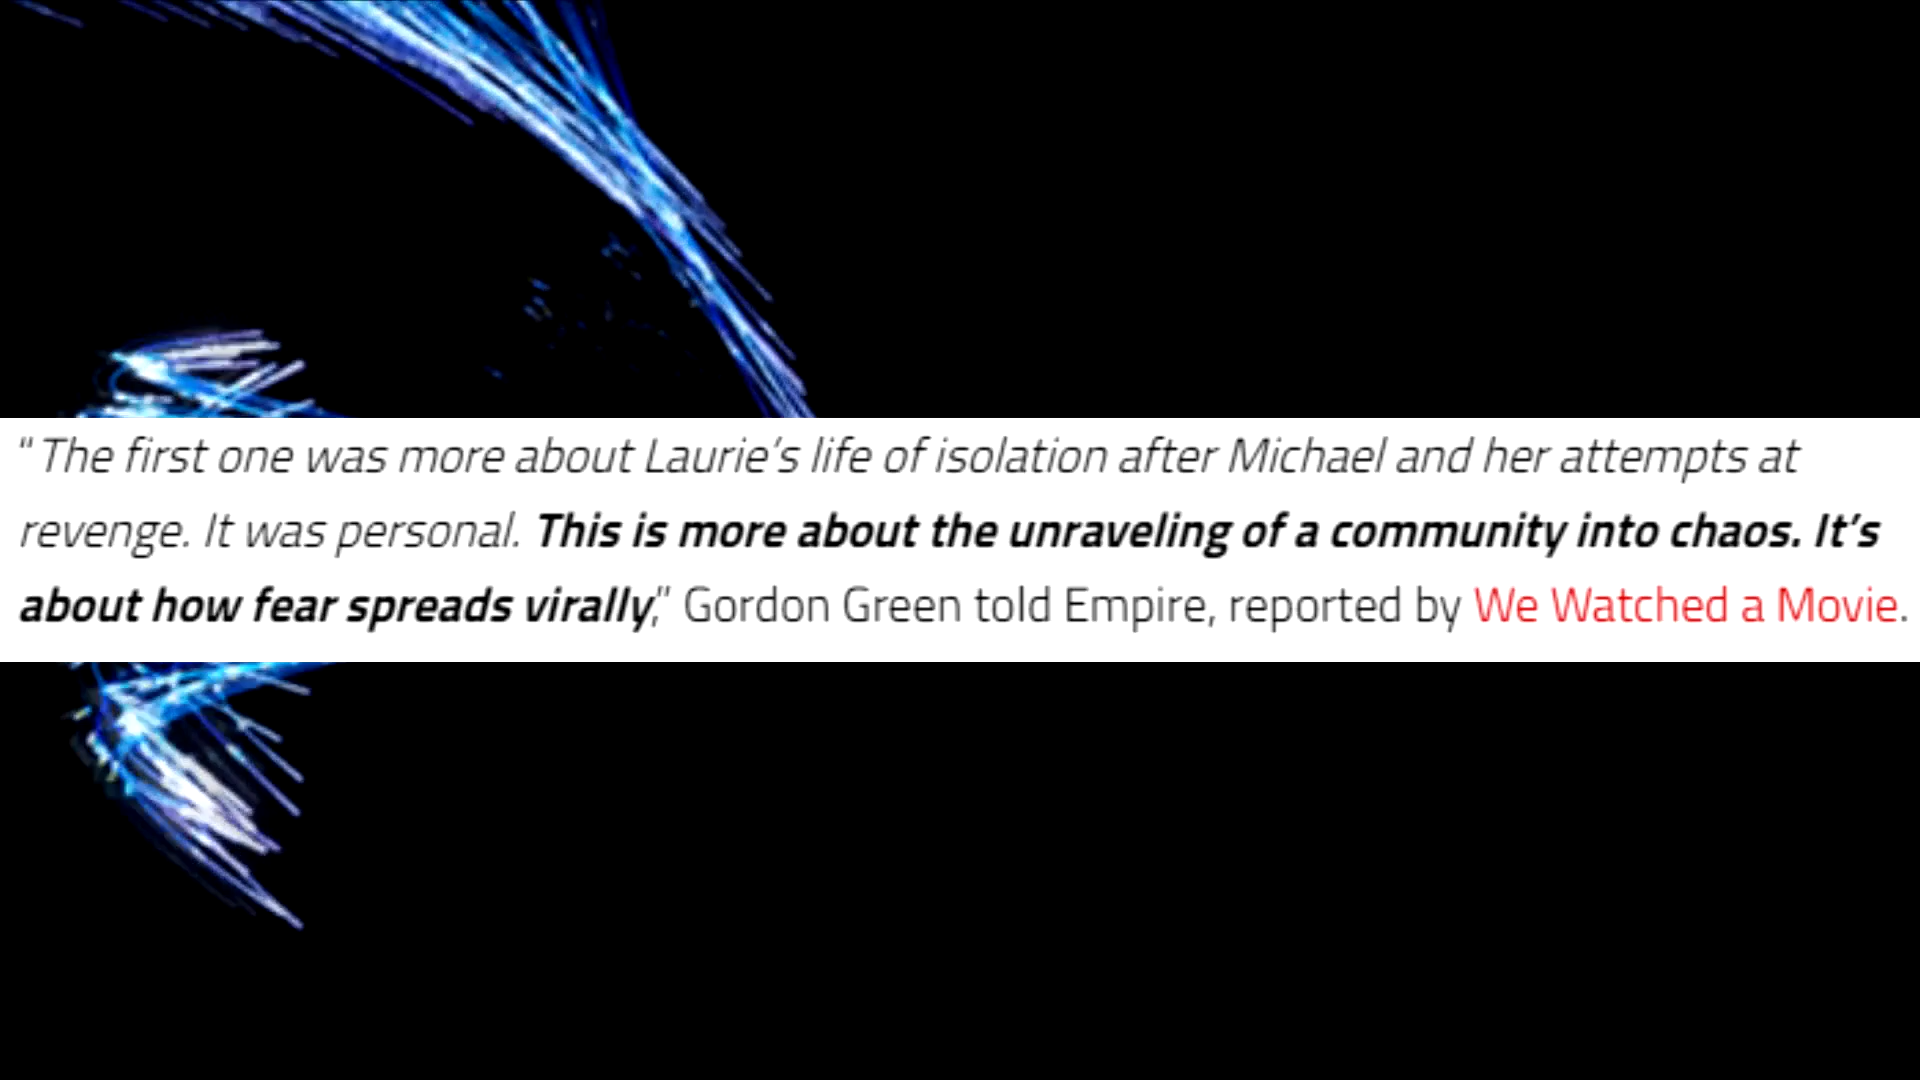 “The first one was more about Laurie’s life of isolation after Michael and her attempts at
revenge. It was personal. This is more about the unraveling of a community into chaos. It’s
about how fear spreads virally,” Gordon Green told Empire, reported by We Watched a Movie.